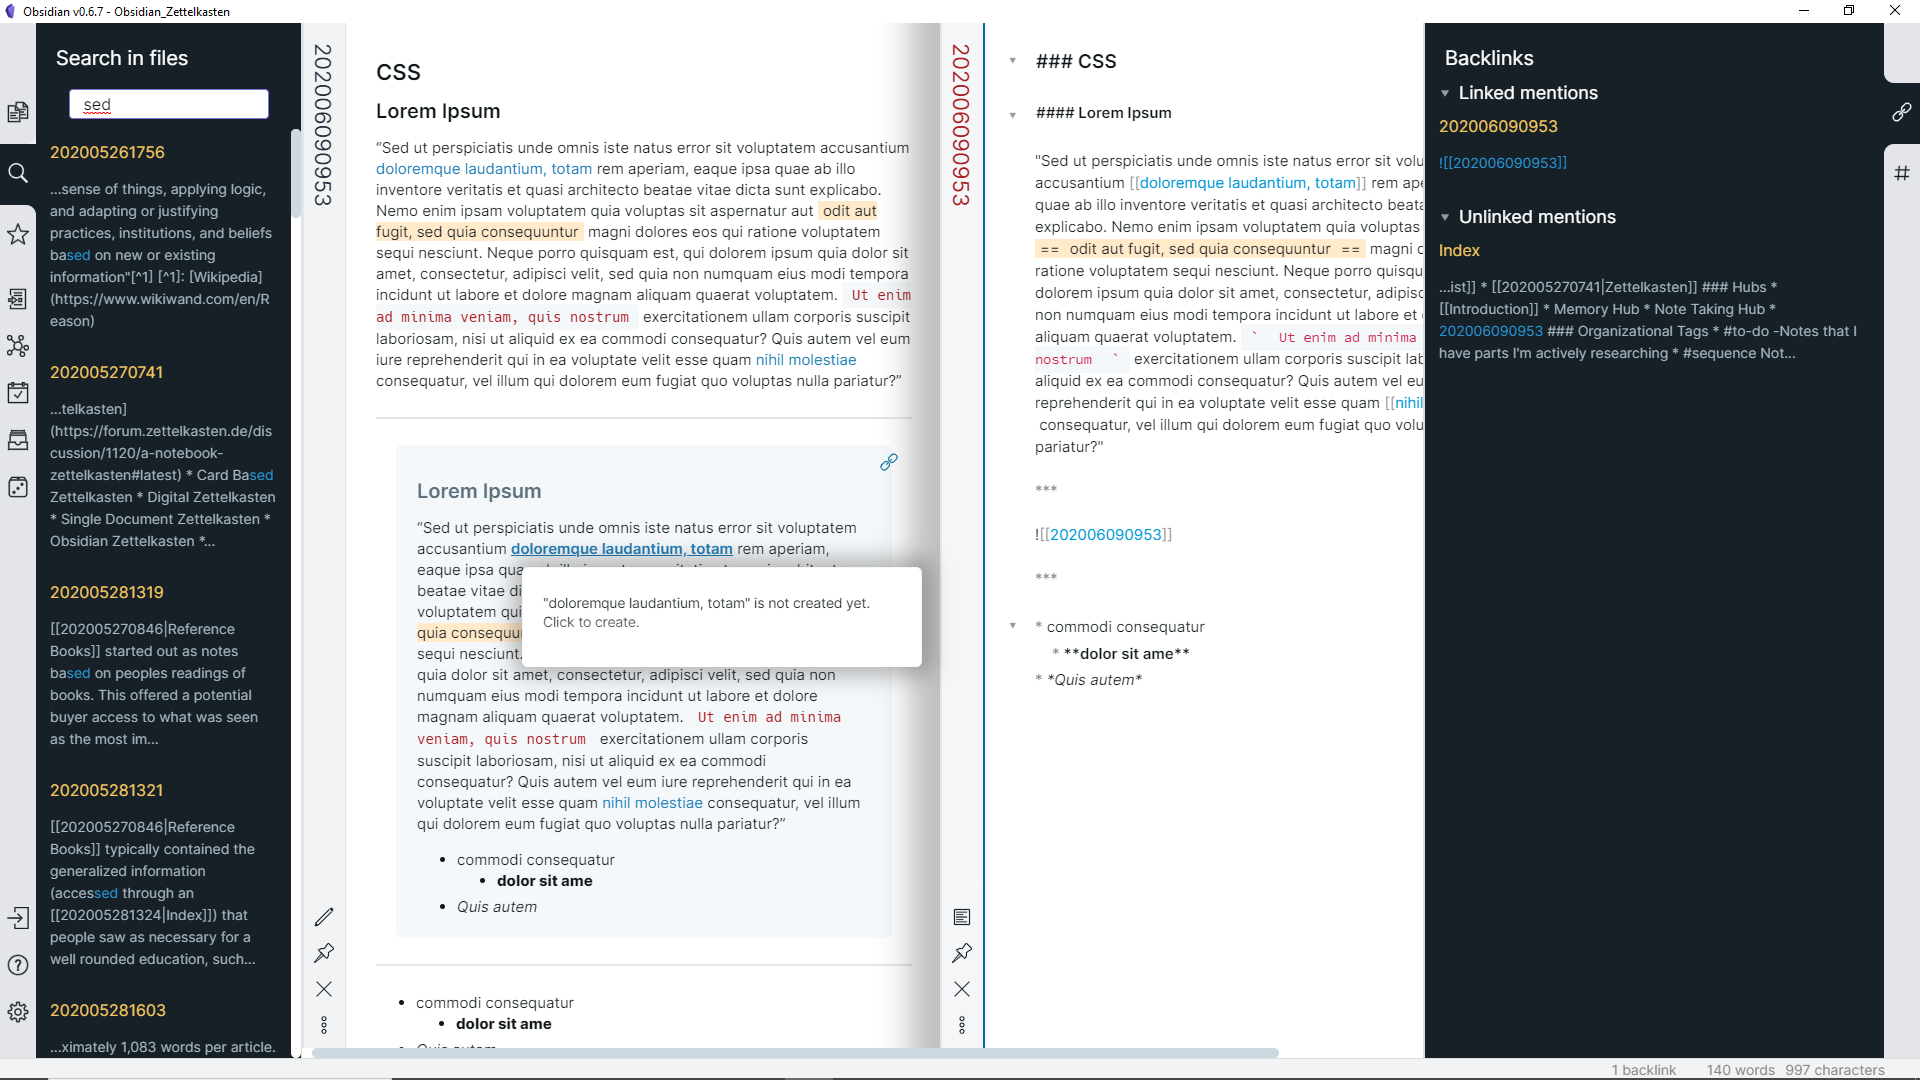 Obsidian v0.6.7 - Obsidian_Zettelkasten
Search in files
sed
202005261756
...sense of things, applying logic,
and adapting or justifying
practices, institutions, and beliefs
based on new or existing
information"[^1] [^1]: [Wikipedia]
(https://www.wikiwand.com/en/R
eason)
202005270741
...telkasten]
(https://forum.zettelkasten.de/dis
cussion/1120/a-notebook-
zettelkasten#latest) * Card Based
Zettelkasten * Digital Zettelkasten
* Single Document Zettelkasten *
Obsidian Zettelkasten *...
202005281319
[[202005270846|Reference
Books]] started out as notes
based on peoples readings of
books. This offered a potential
buyer access to what was seen
as the most im...
202005281321
[[202005270846|Reference
Books]] typically contained the
generalized information
(accessed through an
[[202005281324|Index]]) that
people saw as necessary for a
well rounded education, such...
202005281603
...ximately 1,083 words per article.
202006090953
CSS
Lorem Ipsum
“Sed ut perspiciatis unde omnis iste natus error sit voluptatem accusantium
doloremque laudantium, totam rem aperiam, eaque ipsa quae ab illo
inventore veritatis et quasi architecto beatae vitae dicta sunt explicabo.
Nemo enim ipsam voluptatem quia voluptas sit aspernatur aut odit aut
fugit, sed quia consequuntur magni dolores eos qui ratione voluptatem
sequi nesciunt. Neque porro quisquam est, qui dolorem ipsum quia dolor sit
amet, consectetur, adipisci velit, sed quia non numquam eius modi tempora
incidunt ut labore et dolore magnam aliquam quaerat voluptatem. Ut enim
ad minima veniam, quis nostrum exercitationem ullam corporis suscipit
laboriosam, nisi ut aliquid ex ea commodi consequatur? Quis autem vel eum
iure reprehenderit qui in ea voluptate velit esse quam nihil molestiae
consequatur, vel illum qui dolorem eum fugiat quo voluptas nulla pariatur?”
Lorem Ipsum
“Sed ut perspiciatis unde omnis iste natus error sit voluptatem
accusantium doloremque laudantium, totam rem aperiam,
eaque ipsa
beatae vitae
voluptatem
quia
sequi nesciunt.
quia dolor sit amet, consectetur, adipisci velit, sed quia non
numquam eius modi tempora incidunt ut labore et dolore
magnam aliquam quaerat voluptatem. Ut enim ad minima
veniam, quis nostrum exercitationem ullam corporis
suscipit laboriosam, nisi ut aliquid ex ea commodi
consequatur? Quis autem vel eum iure reprehenderit qui in ea
voluptate velit esse quam nihil molestiae consequatur, vel illum
qui dolorem eum fugiat quo voluptas nulla pariatur?”
• commodi consequatur
• dolor sit ame
• Quis autem
"doloremque laudantium, totam" is not created yet.
Click to create.
• commodi consequatur
• dolor sit ame
202006090953
### CSS
#### Lorem Ipsum
"Sed ut perspiciatis unde omnis iste natus error sit volu
accusantium [[doloremque laudantium, totam]] rem ape
quae ab illo inventore veritatis et quasi architecto beata
explicabo. Nemo enim ipsam voluptatem quia voluptas
== odit aut fugit, sed quia consequuntur == magni d
ratione voluptatem sequi nesciunt. Neque porro quisqu
dolorem ipsum quia dolor sit amet, consectetur, adipisc
non numquam eius modi tempora incidunt ut labore et
aliquam quaerat voluptatem. ` Ut enim ad minima
nostrum ` exercitationem ullam corporis suscipit lab
aliquid ex ea commodi consequatur? Quis autem vel eu
reprehenderit qui in ea voluptate velit esse quam [[nihil
consequatur, vel illum qui dolorem eum fugiat quo volu
pariatur?"
***
![[202006090953]]
***
* commodi consequatur
* **dolor sit ame**
* *Quis autem*
Backlinks
Linked mentions
202006090953
![[202006090953]]
Unlinked mentions
Index
...ist]] * [[202005270741|Zettelkasten]] ### Hubs *
[[Introduction]] * Memory Hub * Note Taking Hub *
202006090953 ### Organizational Tags * #to-do -Notes that I
have parts I'm actively researching * #sequence Not...
1 backlink 140 words 997 characters